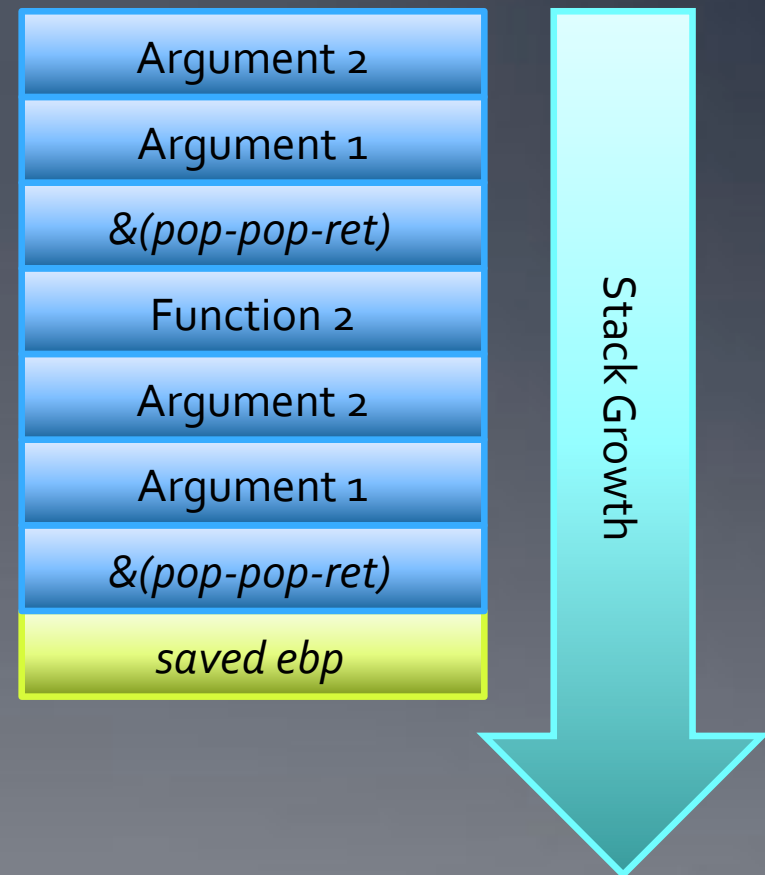 Argument 2
Argument 1
&(pop-pop-ret)
Function 2
Argument 2
Argument 1
&(pop-pop-ret)
saved ebp
Stack Growth